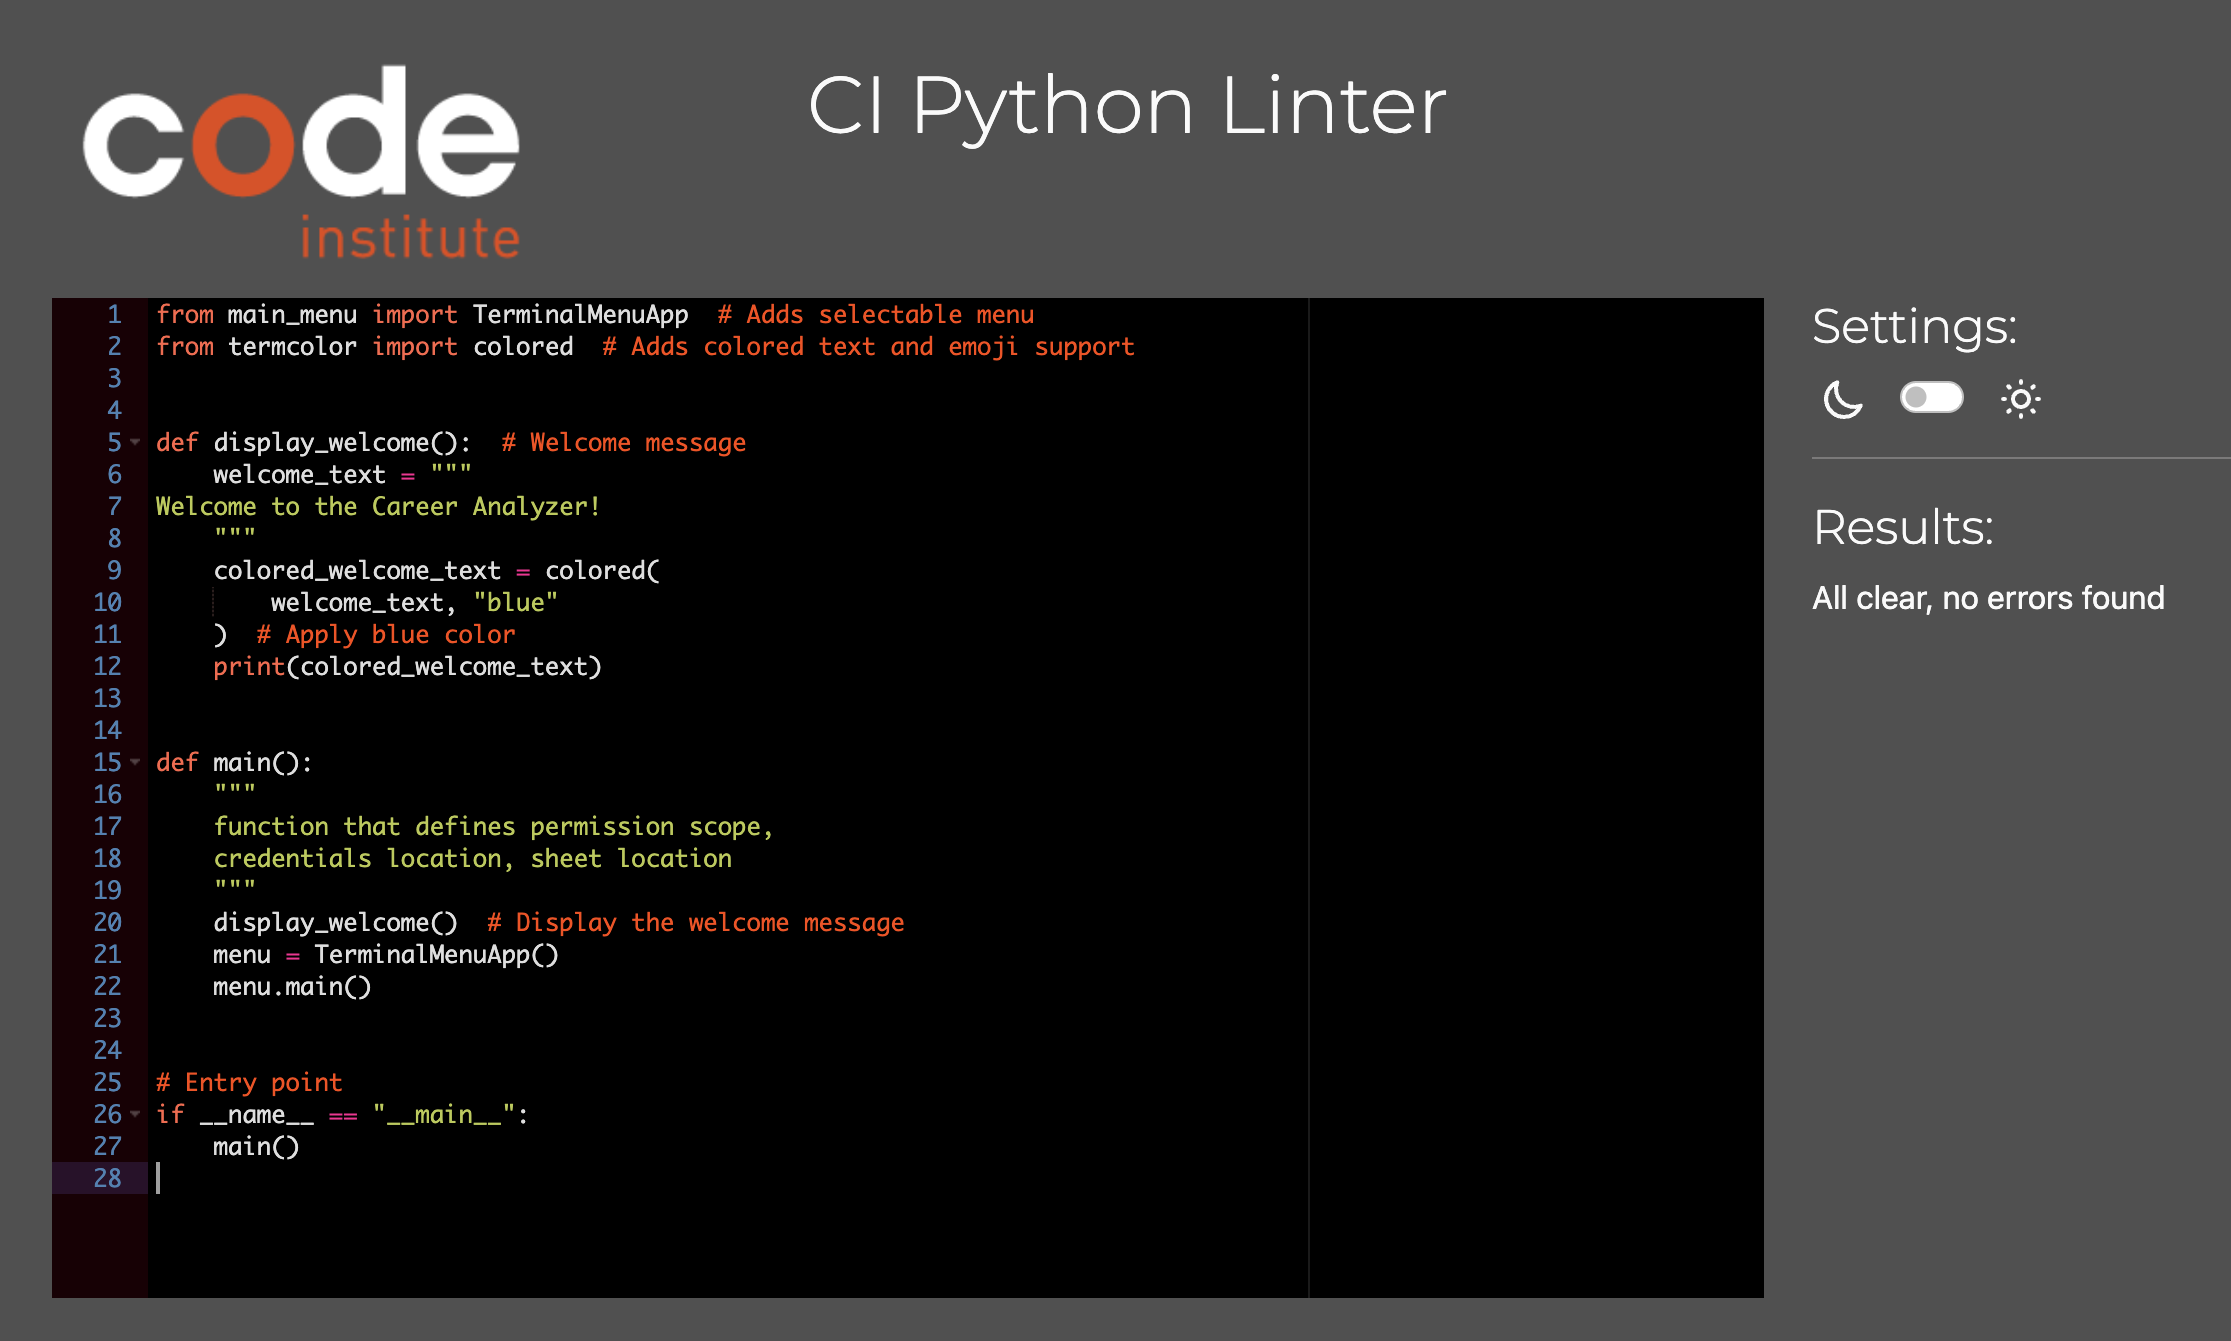 code
institute
CI Python Linter
1 from main_menu import TerminalMenuApp  # Adds selectable menu
2 from termcolor import colored  # Adds colored text and emoji support
3
4
5 def display_welcome():  # Welcome message
6     welcome_text = """
7 Welcome to the Career Analyzer!
8     """
9     colored_welcome_text = colored(
10         welcome_text, "blue"
11     )  # Apply blue color
12     print(colored_welcome_text)
13
14
15 def main():
16     """
17     function that defines permission scope,
18     credentials location, sheet location
19     """
20     display_welcome()  # Display the welcome message
21     menu = TerminalMenuApp()
22     menu.main()
23
24
25 # Entry point
26 if __name__ == "__main__":
27     main()
28
Settings:
Results:
All clear, no errors found